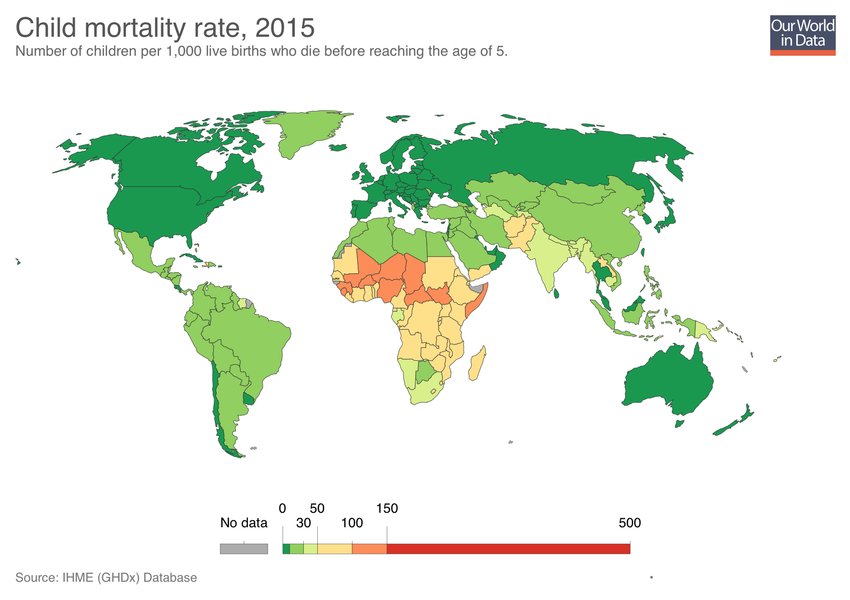 Child mortality rate, 2015
Number of children per 1,000 live births who die before reaching the age of 5.
Our World
in Data
0 50 150
No data 30 100 500
Source: IHME (GHDx) Database